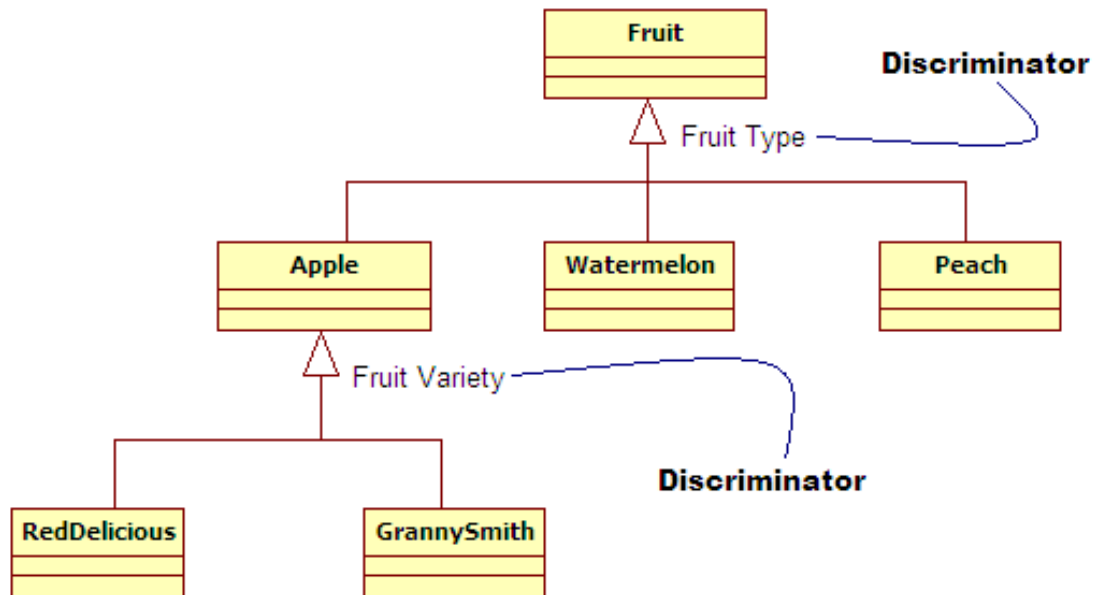 Fruit
Discriminator
Fruit Type
Apple
Watermelon
Peach
Fruit Variety
Discriminator
RedDelicious
GrannySmith